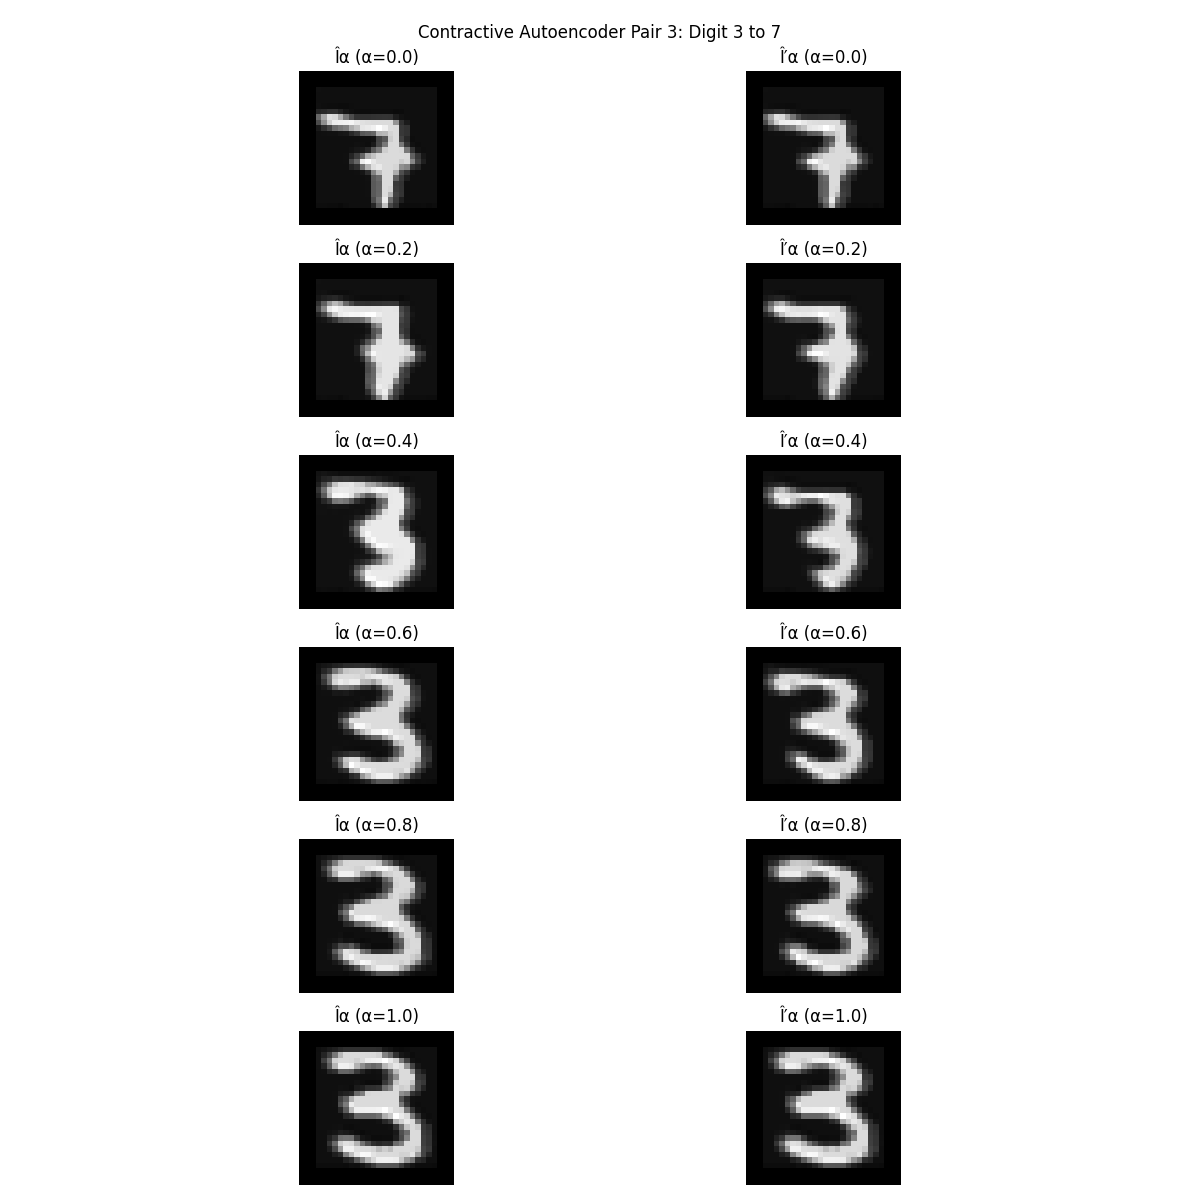 Contractive Autoencoder Pair 3: Digit 3 to 7
Îα (α=0.0) Î′α (α=0.0)
Îα (α=0.2) Î′α (α=0.2)
Îα (α=0.4) Î′α (α=0.4)
Îα (α=0.6) Î′α (α=0.6)
Îα (α=0.8) Î′α (α=0.8)
Îα (α=1.0) Î′α (α=1.0)